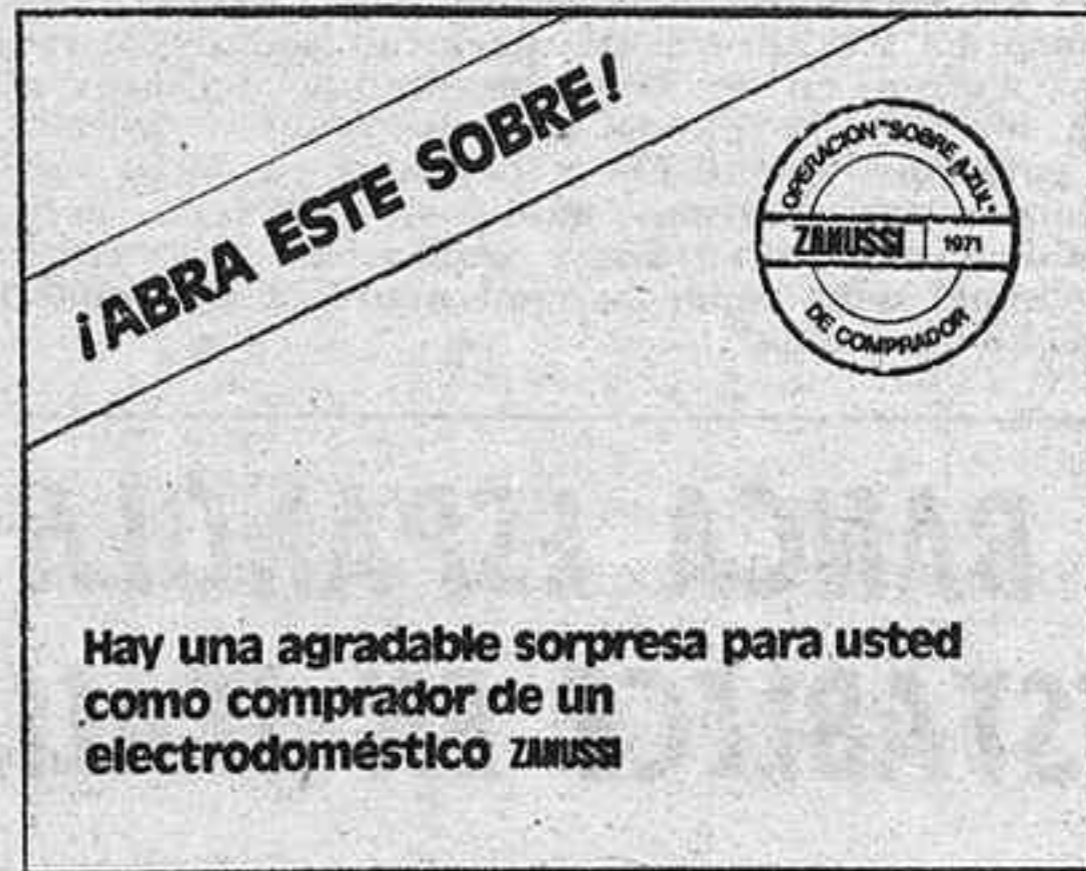 ¡ABRA ESTE SOBRE!
OPERACION "SOBRE AZUL"
ZANUSSI 1971
DE COMPRADOR
Hay una agradable sorpresa para usted
como comprador de un
electrodoméstico ZANUSSI